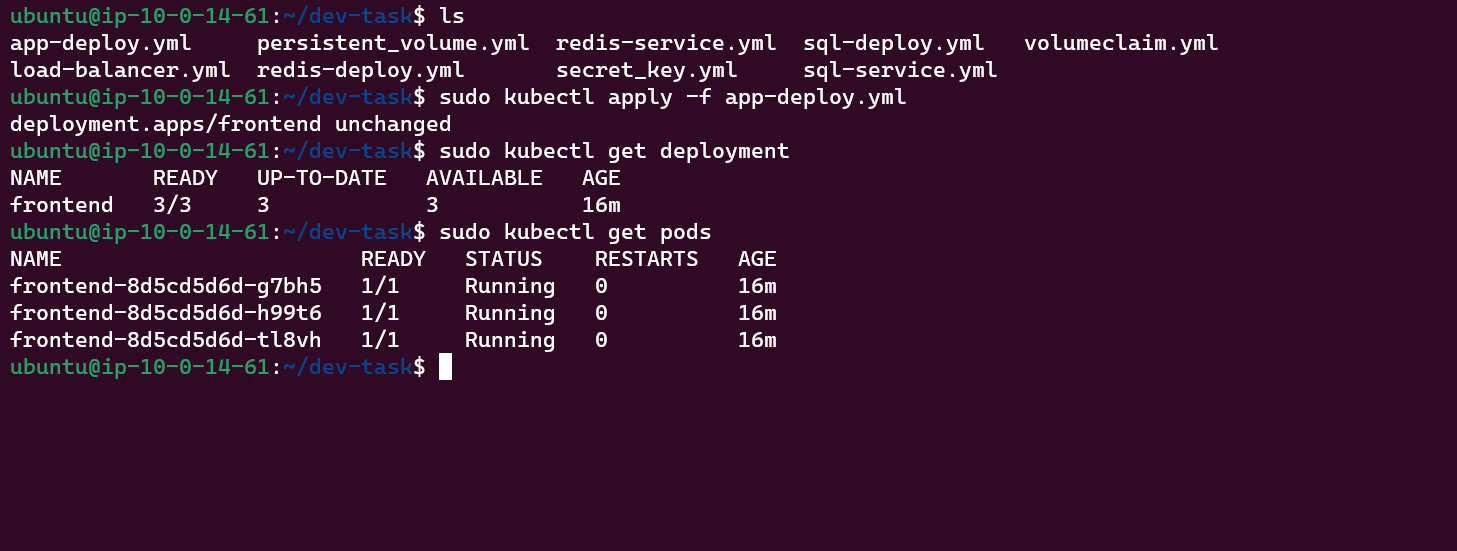 ubuntu@ip-10-0-14-61:~/dev-task$ ls
app-deploy.yml     persistent_volume.yml  redis-service.yml  sql-deploy.yml   volumeclaim.yml
load-balancer.yml  redis-deploy.yml       secret_key.yml     sql-service.yml
ubuntu@ip-10-0-14-61:~/dev-task$ sudo kubectl apply -f app-deploy.yml
deployment.apps/frontend unchanged
ubuntu@ip-10-0-14-61:~/dev-task$ sudo kubectl get deployment
NAME       READY   UP-TO-DATE   AVAILABLE   AGE
frontend   3/3     3            3           16m
ubuntu@ip-10-0-14-61:~/dev-task$ sudo kubectl get pods
NAME                       READY   STATUS    RESTARTS   AGE
frontend-8d5cd5d6d-g7bh5   1/1     Running   0          16m
frontend-8d5cd5d6d-h99t6   1/1     Running   0          16m
frontend-8d5cd5d6d-tl8vh   1/1     Running   0          16m
ubuntu@ip-10-0-14-61:~/dev-task$